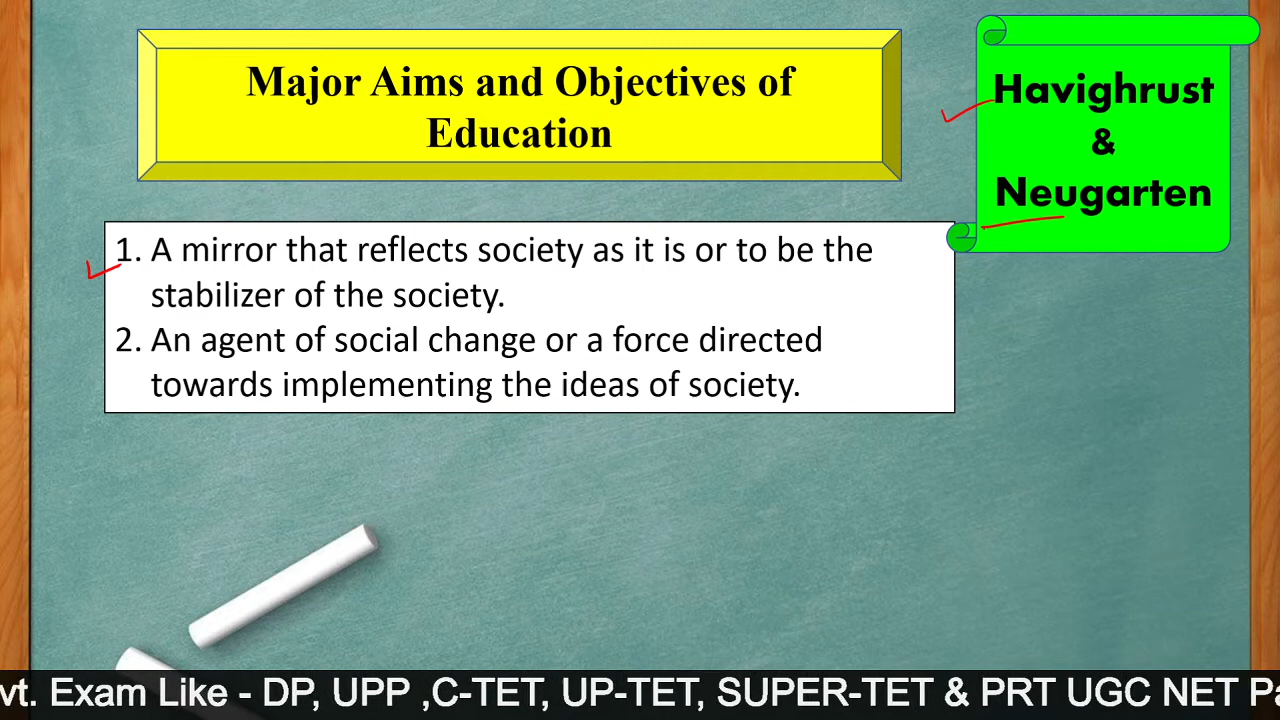 Major Aims and Objectives of
Education
Havighrust
&
Neugarten
1. A mirror that reflects society as it is or to be the
stabilizer of the society.
2. An agent of social change or a force directed
towards implementing the ideas of society.
vt. Exam Like - DP, UPP ,C-TET, UP-TET, SUPER-TET & PRT UGC NET Pa